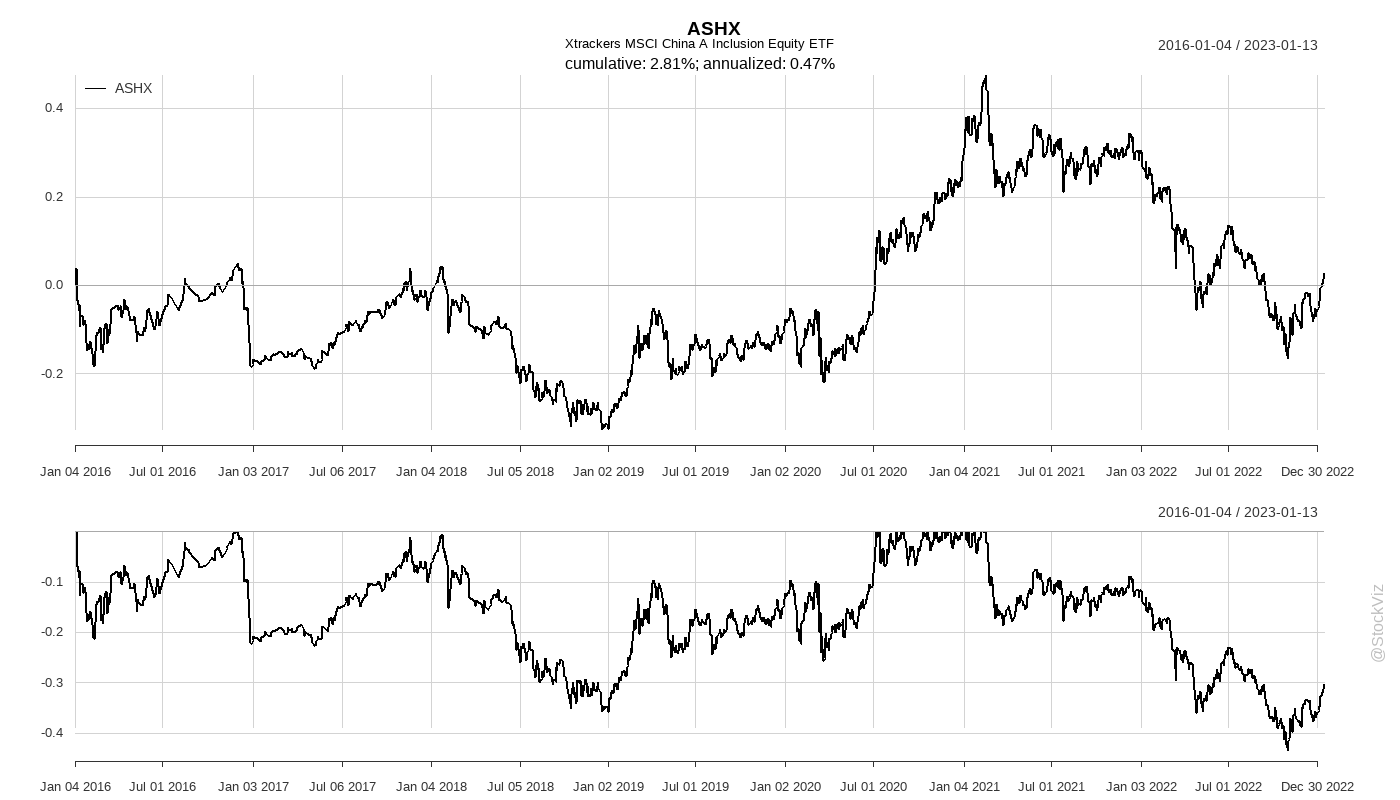 ASHX
Xtrackers MSCI China A Inclusion Equity ETF
2016-01-04 / 2023-01-13
cumulative: 2.81%; annualized: 0.47%
ASHX
0.4
0.2
0.0
-0.2
Jan 04 2016 Jul 01 2016 Jan 03 2017 Jul 06 2017 Jan 04 2018 Jul 05 2018 Jan 02 2019 Jul 01 2019 Jan 02 2020 Jul 01 2020 Jan 04 2021 Jul 01 2021 Jan 03 2022 Jul 01 2022 Dec 30 2022
2016-01-04 / 2023-01-13
-0.1
-0.2
-0.3
-0.4
Jan 04 2016 Jul 01 2016 Jan 03 2017 Jul 06 2017 Jan 04 2018 Jul 05 2018 Jan 02 2019 Jul 01 2019 Jan 02 2020 Jul 01 2020 Jan 04 2021 Jul 01 2021 Jan 03 2022 Jul 01 2022 Dec 30 2022
@StockViz